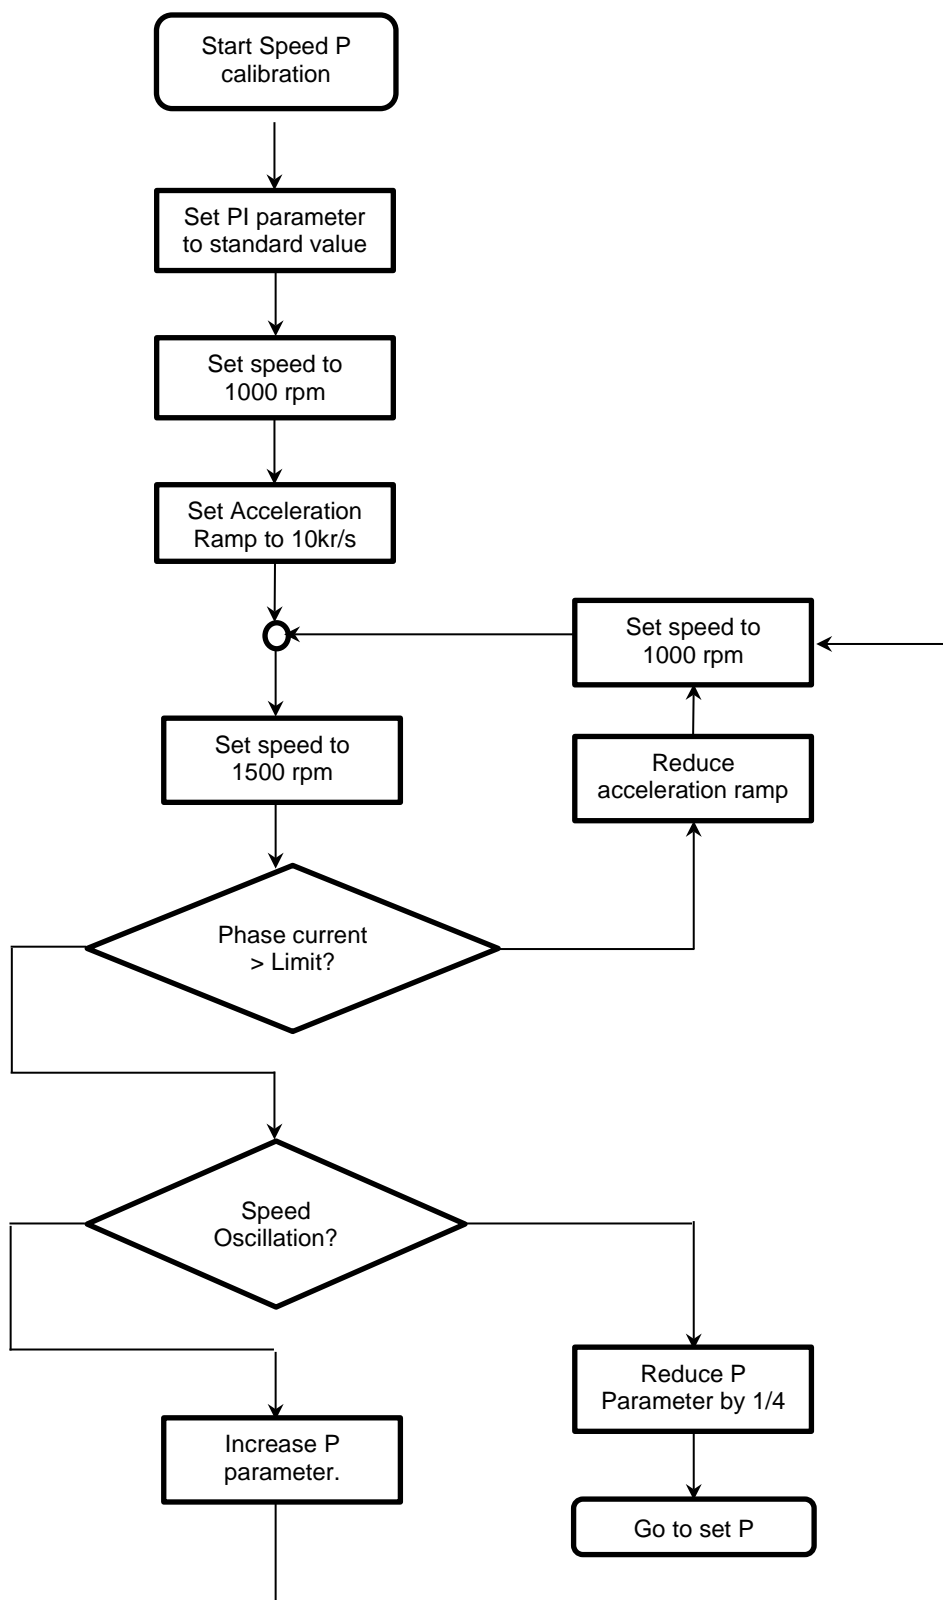 Start Speed P
calibration
Set PI parameter
to standard value
Set speed to
1000 rpm
Set Acceleration
Ramp to 10kr/s
Set speed to
1000 rpm
Set speed to
1500 rpm
Reduce
acceleration ramp
Phase current
> Limit?
Speed
Oscillation?
Reduce P
Parameter by 1/4
Increase P
parameter.
Go to set P